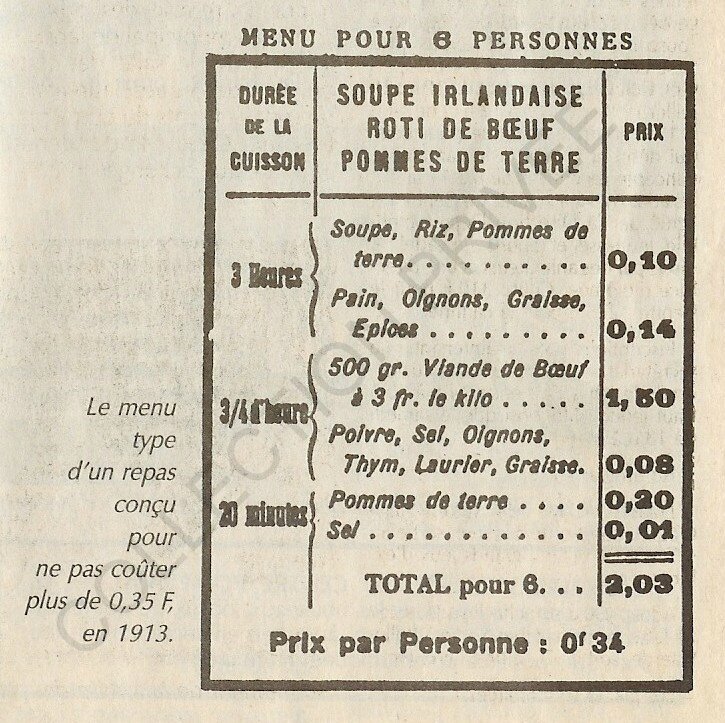 MENU POUR 6 PERSONNES
DURÉE
DE LA
CUISSON
SOUPE IRLANDAISE
ROTI DE BŒUF
POMMES DE TERRE
PRIX
3 Heures
Soupe, Riz, Pommes de
terre. . . . . . . . . . . 0,10
Pain, Oignons, Graisse,
Epices . . . . . . . . . 0,14
3/4 d'heure
500 gr. Viande de Bœuf
à 3 fr. le kilo . . . . . 1,50
Poivre, Sel, Oignons,
Thym, Laurier, Graisse. 0,08
20 minutes
Pommes de terre . . . 0,20
Sel . . . . . . . . . . . . 0,01
TOTAL pour 6. . . 2,03
Prix par Personne : 0f 34
Le menu
type
d'un repas
conçu
pour
ne pas coûter
plus de 0,35 F,
en 1913.
COLLECTION PRIVEE